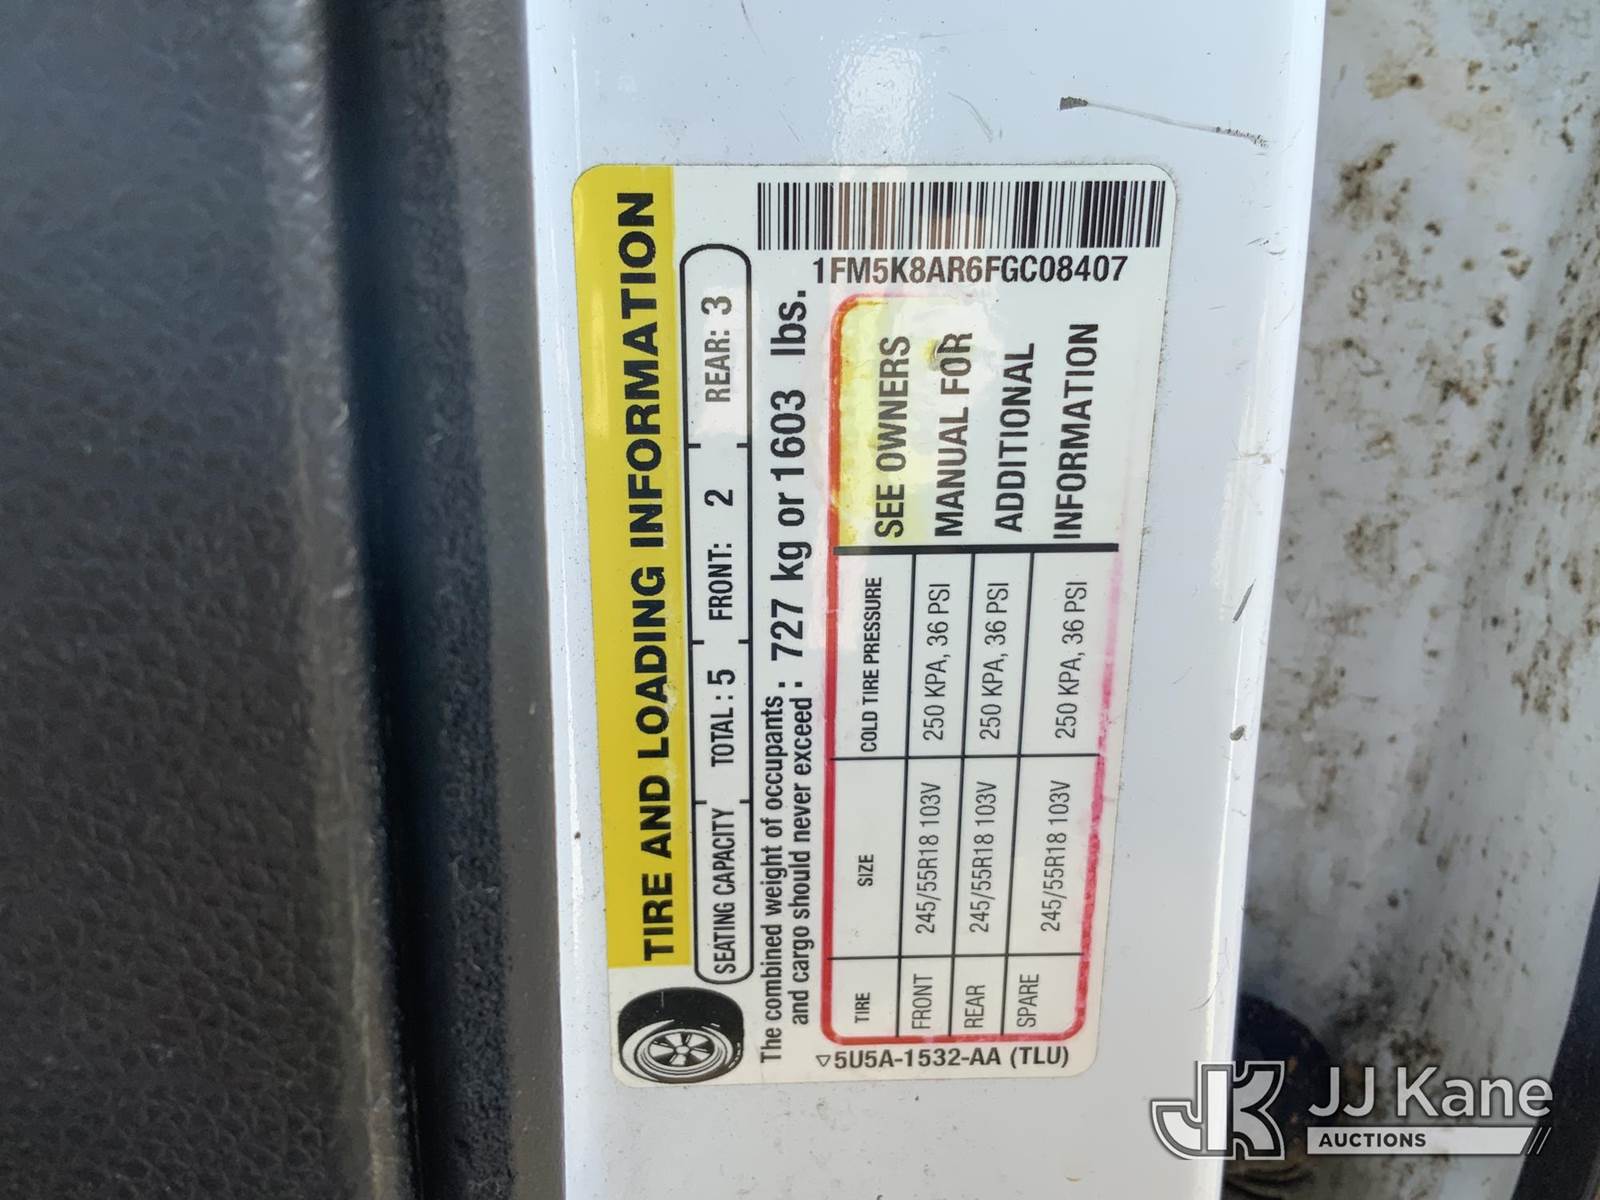 1FM5K8AR6FGC08407
TIRE AND LOADING INFORMATION
SEATING CAPACITY TOTAL : 5 FRONT: 2 REAR: 3
The combined weight of occupants
and cargo should never exceed : 727 kg or 1603 lbs.
TIRE SIZE COLD TIRE PRESSURE
FRONT 245/55R18 103V 250 KPA, 36 PSI
REAR 245/55R18 103V 250 KPA, 36 PSI
SPARE 245/55R18 103V 250 KPA, 36 PSI
SEE OWNERS
MANUAL FOR
ADDITIONAL
INFORMATION
5U5A-1532-AA (TLU)
JK JJ Kane
AUCTIONS